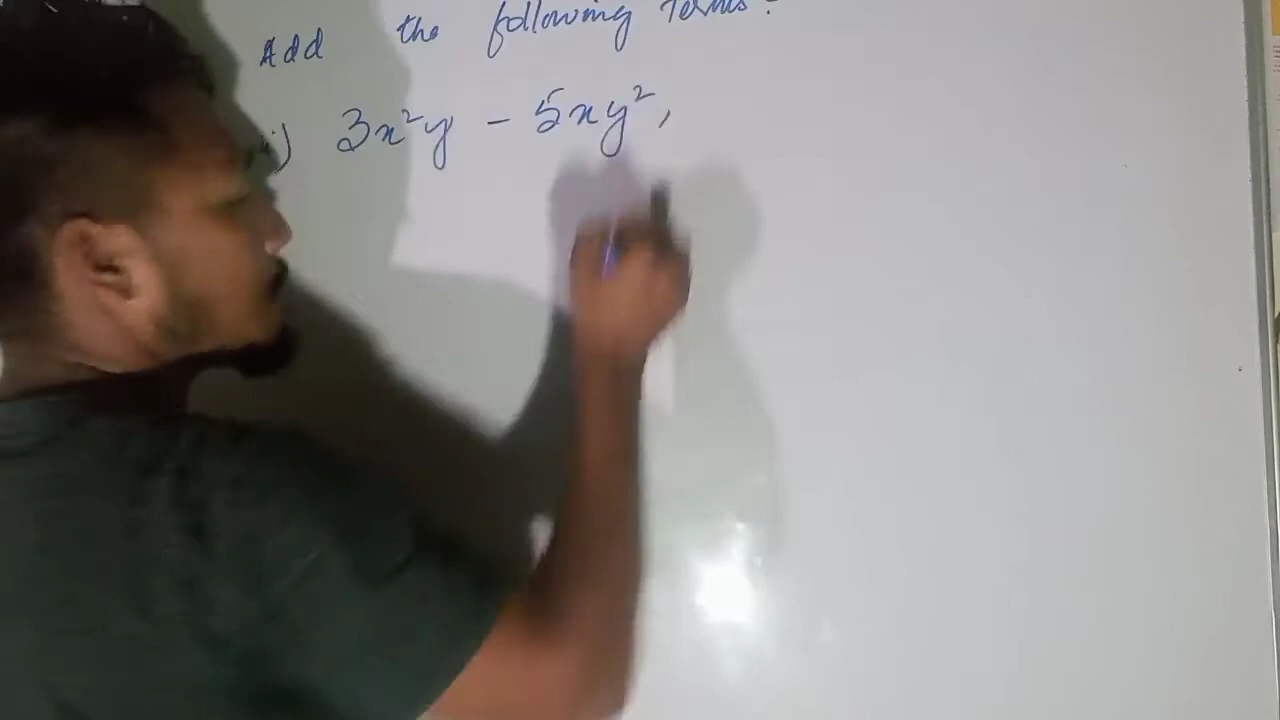 Add the following Terms:
i) 3x²y - 5xy²,